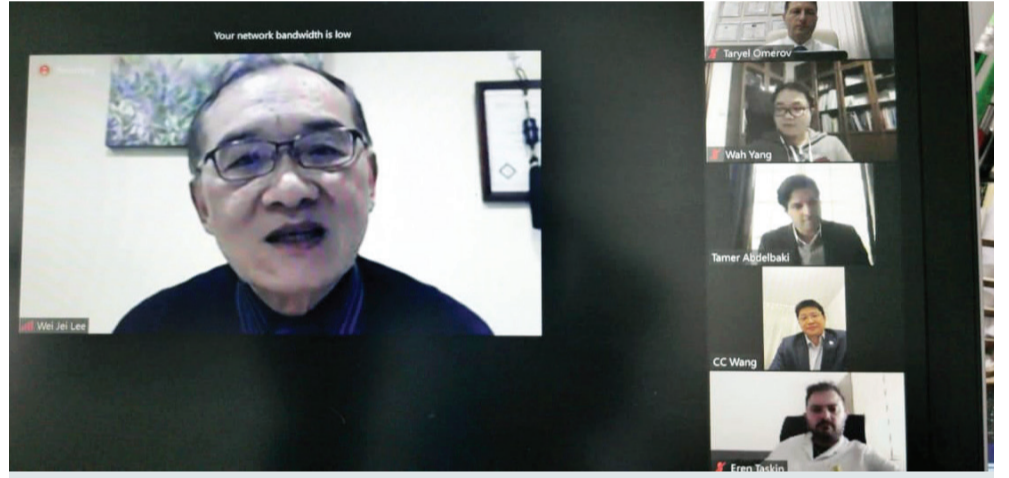 Your network bandwidth is low
Wei Jei Lee
Taryel Omerov
Wah Yang
Tamer Abdelbaki
CC Wang
Eren Taskin